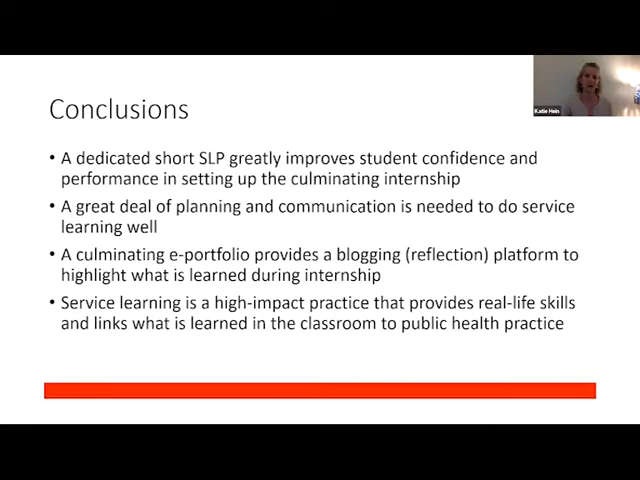 Conclusions
• A dedicated short SLP greatly improves student confidence and
performance in setting up the culminating internship
• A great deal of planning and communication is needed to do service
learning well
• A culminating e-portfolio provides a blogging (reflection) platform to
highlight what is learned during internship
• Service learning is a high-impact practice that provides real-life skills
and links what is learned in the classroom to public health practice
Katie Hein